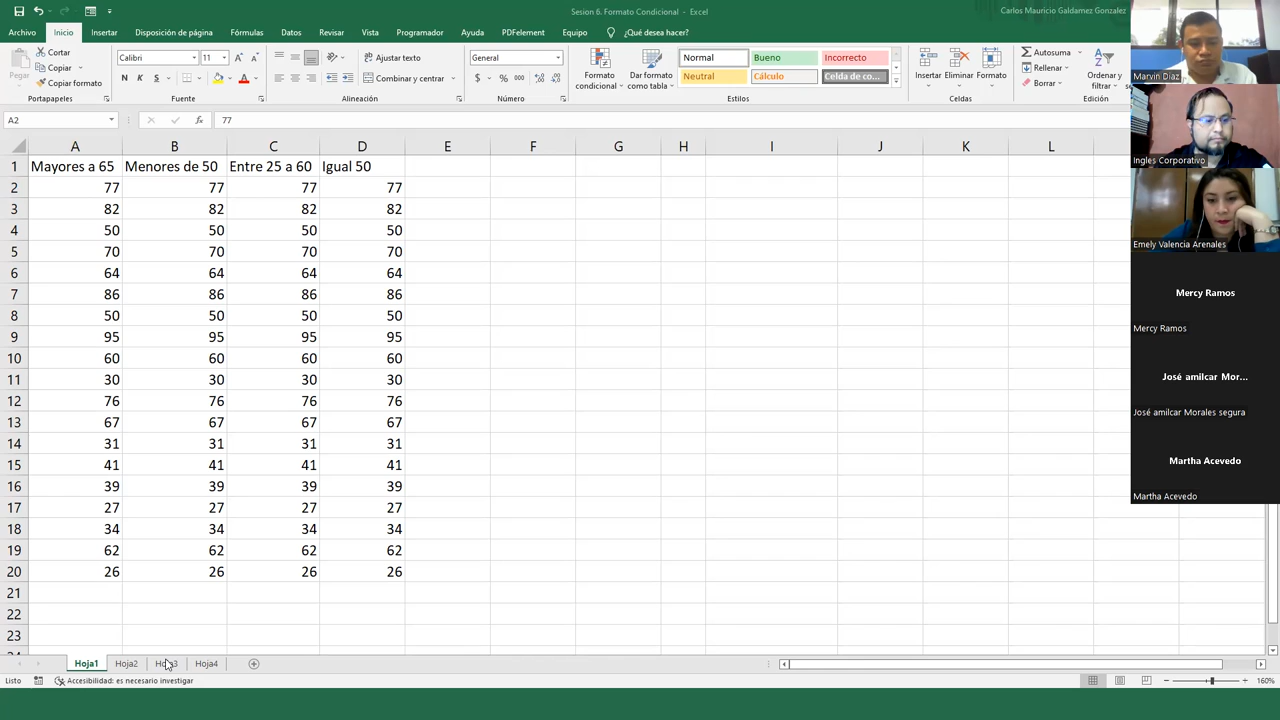 Sesion 6. Formato Condicional - Excel
Carlos Mauricio Galdamez Gonzalez
Archivo Inicio Insertar Disposición de página Fórmulas Datos Revisar Vista Programador Ayuda PDFelement Equipo ¿Qué desea hacer?
Pegar
Cortar
Copiar
Copiar formato
Portapapeles
Calibri 11
N K S
Fuente
Ajustar texto
Combinar y centrar
Alineación
General
$ % 000
Número
Formato condicional
Dar formato como tabla
Normal Bueno Incorrecto
Neutral Cálculo Celda de co...
Estilos
Insertar Eliminar Formato
Celdas
Autosuma
Rellenar
Borrar
Ordenar y filtrar
Edición
A2 fx 77
A B C D E F G H I J K L
1 Mayores a 65 Menores de 50 Entre 25 a 60 Igual 50
2 77 77 77 77
3 82 82 82 82
4 50 50 50 50
5 70 70 70 70
6 64 64 64 64
7 86 86 86 86
8 50 50 50 50
9 95 95 95 95
10 60 60 60 60
11 30 30 30 30
12 76 76 76 76
13 67 67 67 67
14 31 31 31 31
15 41 41 41 41
16 39 39 39 39
17 27 27 27 27
18 34 34 34 34
19 62 62 62 62
20 26 26 26 26
21
22
23
24
Hoja1 Hoja2 Hoja3 Hoja4
Listo Accesibilidad: es necesario investigar
160%
Marvin Diaz
Ingles Corporativo
Emely Valencia Arenales
Mercy Ramos
Mercy Ramos
José amilcar Mor...
José amilcar Morales segura
Martha Acevedo
Martha Acevedo